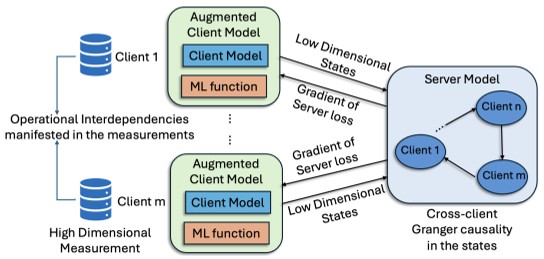 Augmented
Client Model
Client Model
ML function
Client 1
Low Dimensional
States
Gradient of
Server loss
Server Model
Client n
Client 1
Client m
Operational Interdependencies
manifested in the measurements
Gradient of
Server loss
Low Dimensional
States
Augmented
Client Model
Client Model
ML function
Client m
High Dimensional
Measurement
Cross-client
Granger causality
in the states